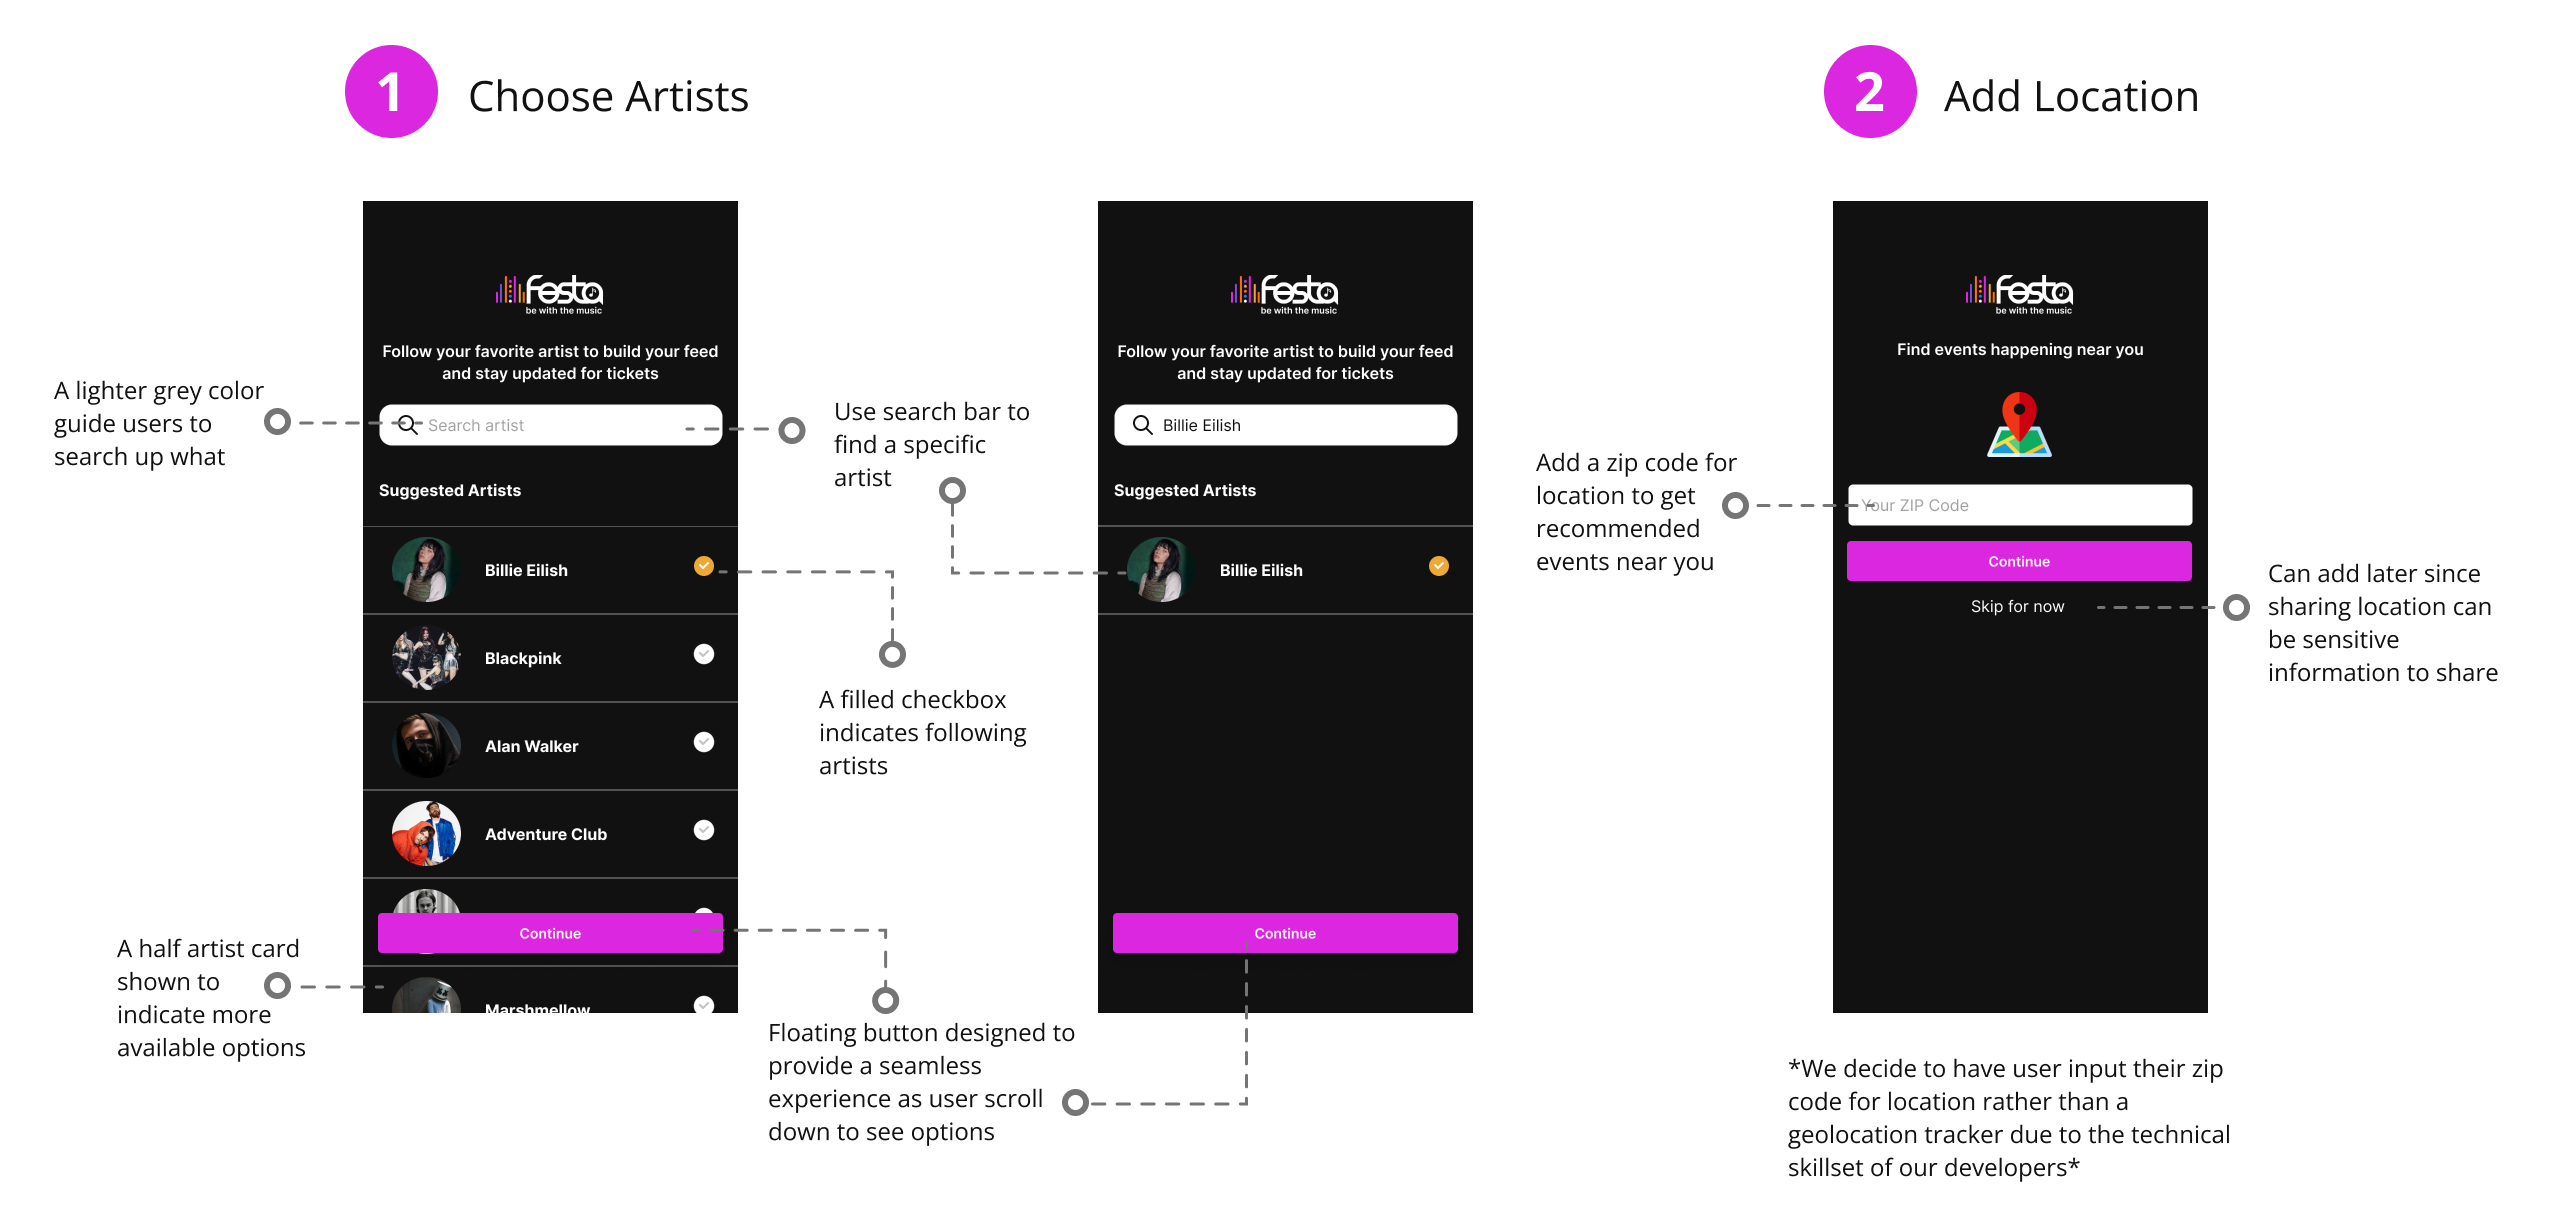 1
Choose Artists
2
Add Location
festa
be with the music
Follow your favorite artist to build your feed
and stay updated for tickets
Search artist
Suggested Artists
Billie Eilish
Blackpink
Alan Walker
Adventure Club
Continue
Marshmellow
A lighter grey color
guide users to
search up what
A half artist card
shown to
indicate more
available options
Use search bar to
find a specific
artist
A filled checkbox
indicates following
artists
Floating button designed to
provide a seamless
experience as user scroll
down to see options
festa
be with the music
Follow your favorite artist to build your feed
and stay updated for tickets
Billie Eilish
Suggested Artists
Billie Eilish
Continue
Add a zip code for
location to get
recommended
events near you
festa
be with the music
Find events happening near you
Your ZIP Code
Continue
Skip for now
Can add later since
sharing location can
be sensitive
information to share
*We decide to have user input their zip
code for location rather than a
geolocation tracker due to the technical
skillset of our developers*